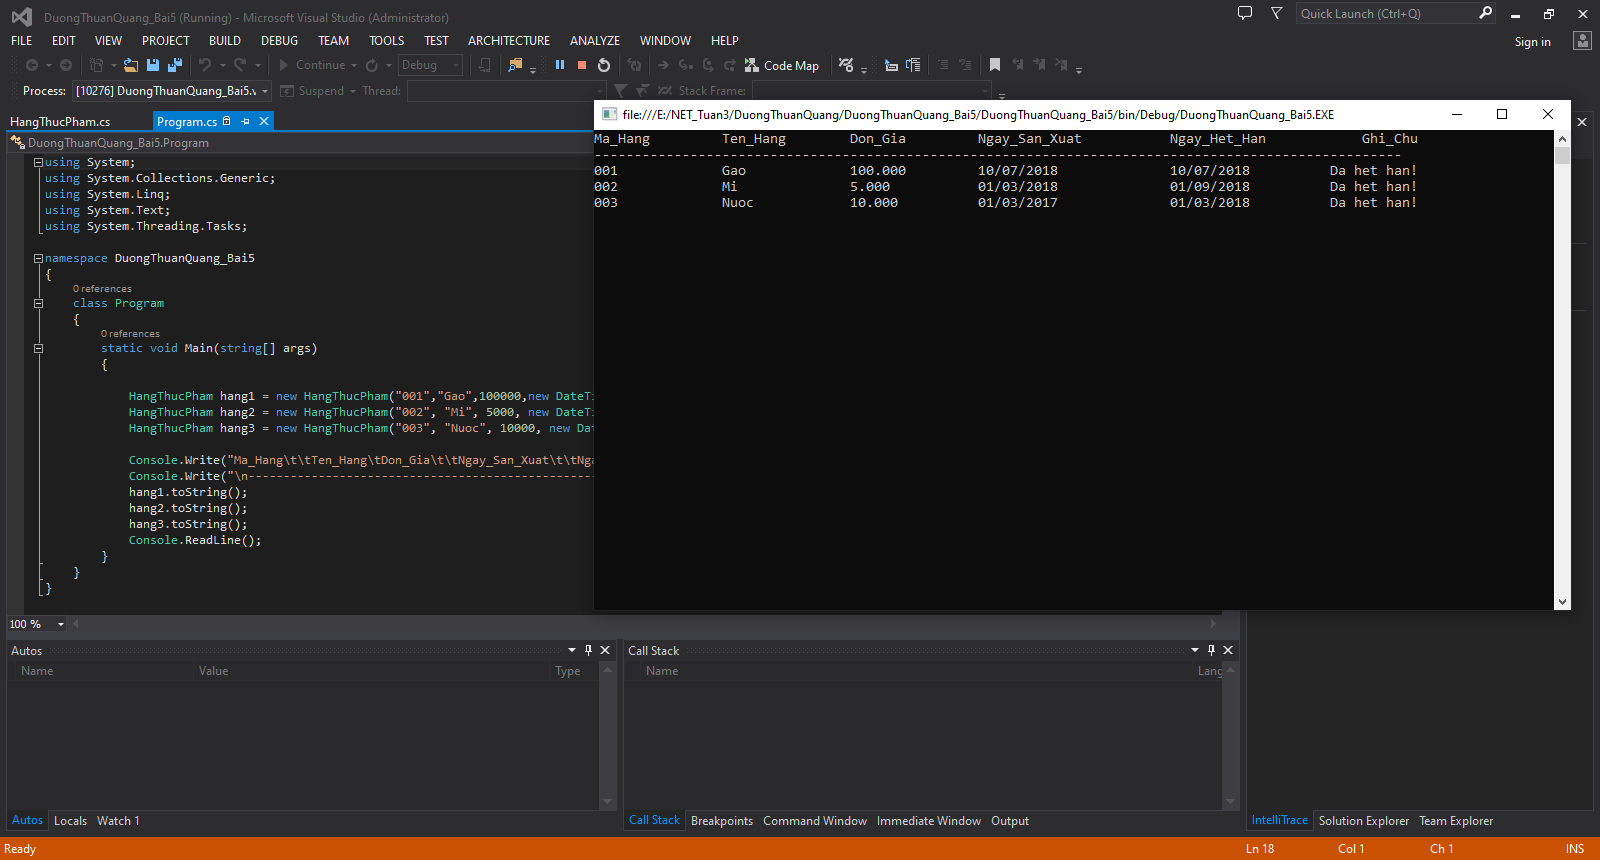 DuongThuanQuang_Bai5 (Running) - Microsoft Visual Studio (Administrator)
Quick Launch (Ctrl+Q)
FILE EDIT VIEW PROJECT BUILD DEBUG TEAM TOOLS TEST ARCHITECTURE ANALYZE WINDOW HELP
Sign in
Continue Debug Code Map
Process: [10276] DuongThuanQuang_Bai5.v Suspend Thread: Stack Frame:
HangThucPham.cs Program.cs
DuongThuanQuang_Bai5.Program
using System;
using System.Collections.Generic;
using System.Linq;
using System.Text;
using System.Threading.Tasks;
namespace DuongThuanQuang_Bai5
{
0 references
class Program
{
0 references
static void Main(string[] args)
{
HangThucPham hang1 = new HangThucPham("001","Gao",100000,new DateTi
HangThucPham hang2 = new HangThucPham("002", "Mi", 5000, new DateTi
HangThucPham hang3 = new HangThucPham("003", "Nuoc", 10000, new Dat
Console.Write("Ma_Hang\t\tTen_Hang\tDon_Gia\t\tNgay_San_Xuat\t\tNga
Console.Write("\n-------------------------------------------------
hang1.toString();
hang2.toString();
hang3.toString();
Console.ReadLine();
}
}
}
file:///E:/NET_Tuan3/DuongThuanQuang/DuongThuanQuang_Bai5/DuongThuanQuang_Bai5/bin/Debug/DuongThuanQuang_Bai5.EXE
Ma_Hang Ten_Hang Don_Gia Ngay_San_Xuat Ngay_Het_Han Ghi_Chu
-----------------------------------------------------------------------------------------------------
001 Gao 100.000 10/07/2018 10/07/2018 Da het han!
002 Mi 5.000 01/03/2018 01/09/2018 Da het han!
003 Nuoc 10.000 01/03/2017 01/03/2018 Da het han!
100 %
Autos
Name Value Type
Call Stack
Name Lang
Autos Locals Watch 1
Call Stack Breakpoints Command Window Immediate Window Output
IntelliTrace Solution Explorer Team Explorer
Ready Ln 18 Col 1 Ch 1 INS